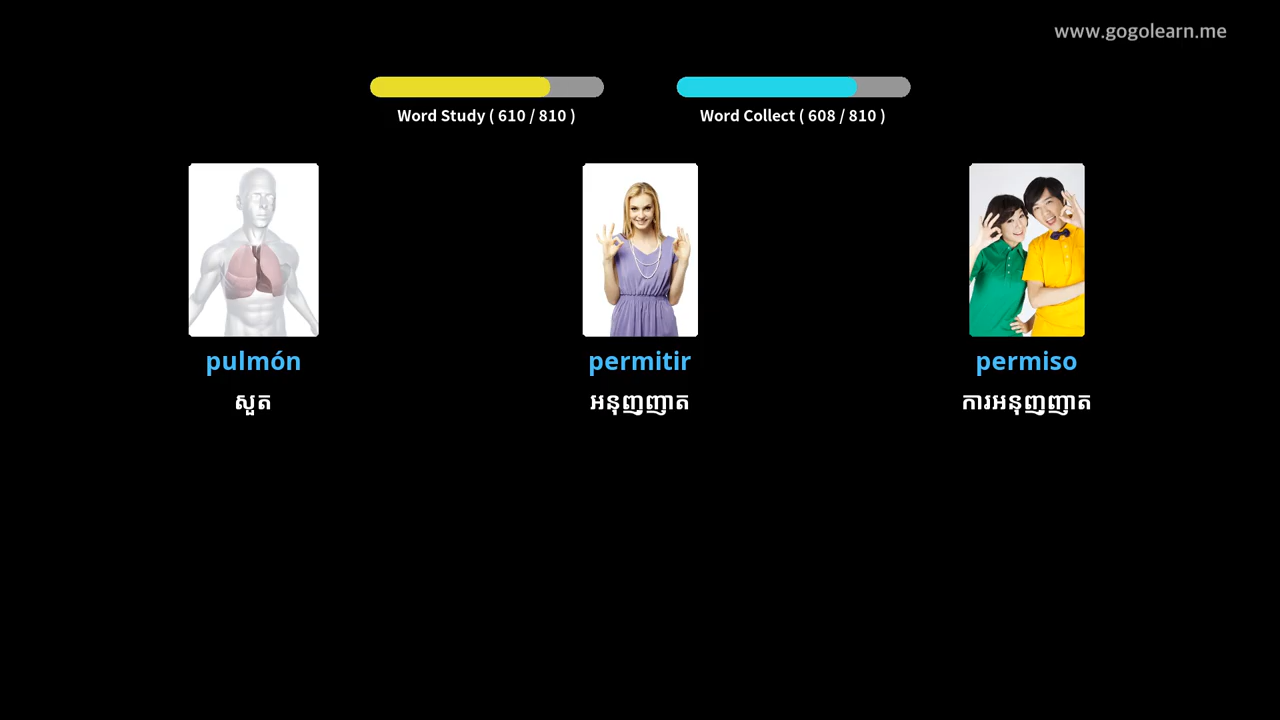 www.gogolearn.me
Word Study ( 610 / 810 )
Word Collect ( 608 / 810 )
pulmón
permitir
permiso
សួត
អនុញ្ញាត
ការអនុញ្ញាត